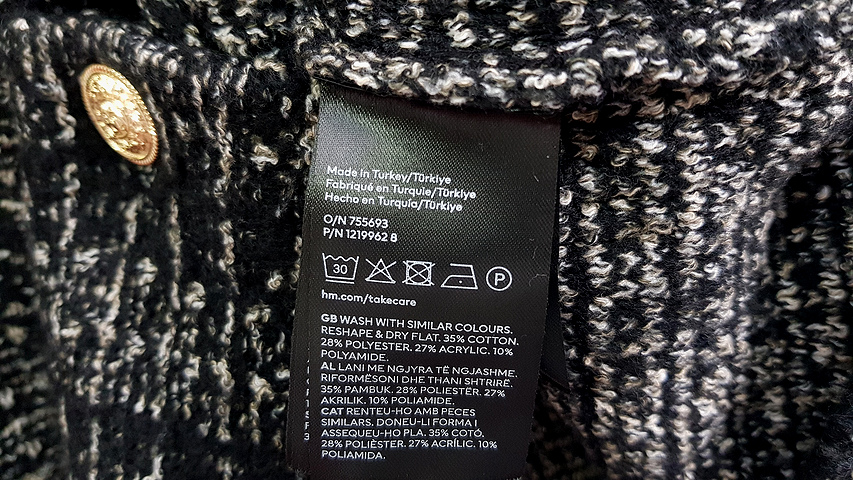 Made in Turkey/Türkiye
Fabriqué en Turquie/Türkiye
Hecho en Turquía/Türkiye
O/N 755693
P/N 1219962 8
30
P
hm.com/takecare
GB WASH WITH SIMILAR COLOURS.
RESHAPE & DRY FLAT. 35% COTTON.
28% POLYESTER. 27% ACRYLIC. 10%
POLYAMIDE.
AL LANI ME NGJYRA TË NGJASHME.
RIFORMËSONI DHE THANI SHTRIRË.
35% PAMBUK. 28% POLIESTËR. 27%
AKRILIK. 10% POLIAMIDE.
CAT RENTEU-HO AMB PECES
SIMILARS. DONEU-LI FORMA I
ASSEQUEU-HO PLA. 35% COTÓ.
28% POLIÈSTER. 27% ACRÍLIC. 10%
POLIAMIDA.